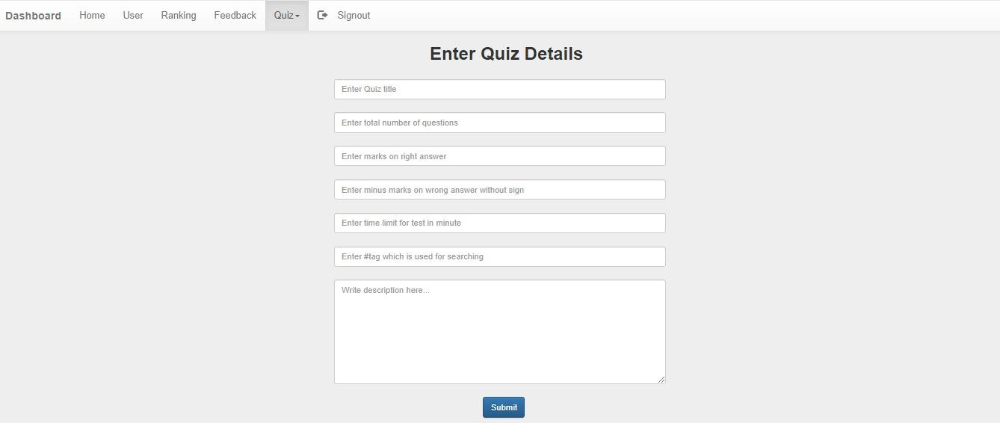 Dashboard Home User Ranking Feedback Quiz Signout
Enter Quiz Details
Enter Quiz title
Enter total number of questions
Enter marks on right answer
Enter minus marks on wrong answer without sign
Enter time limit for test in minute
Enter #tag which is used for searching
Write description here...
Submit